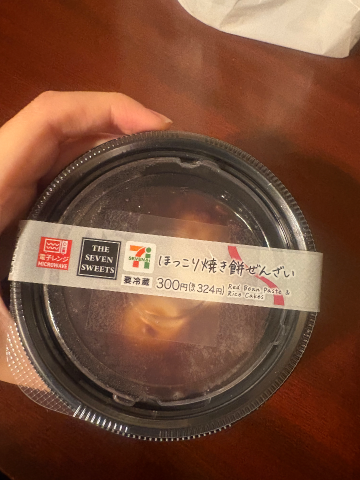 電子レンジ
MICROWAVE
THE
SEVEN
SWEETS
7
ELEVEn
要冷蔵
ほっこり焼き餅ぜんざい
300円(税込324円)
Red Bean Paste &
Rice Cakes